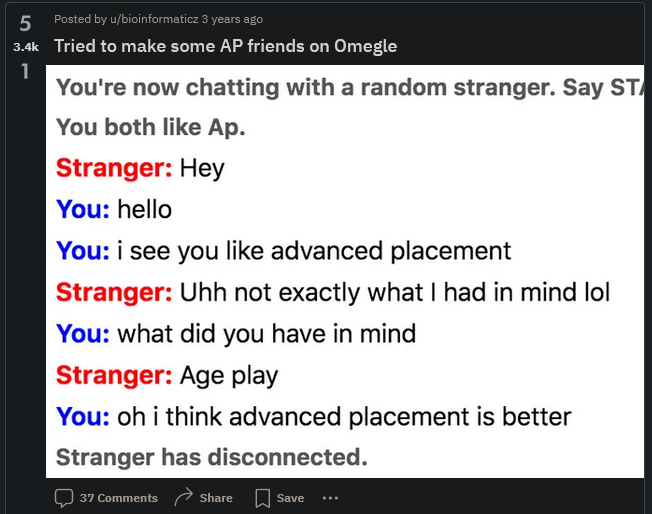 5
Posted by u/bioinformaticz 3 years ago
3.4k
Tried to make some AP friends on Omegle
1
You're now chatting with a random stranger. Say
You both like Ap.
Stranger: Hey
You: hello
You: i see you like advanced placement
Stranger: Uhh not exactly what I had in mind lol
You: what did you have in mind
Stranger: Age play
You: oh i think advanced placement is better
Stranger has disconnected.
37 Comments Share Save ...